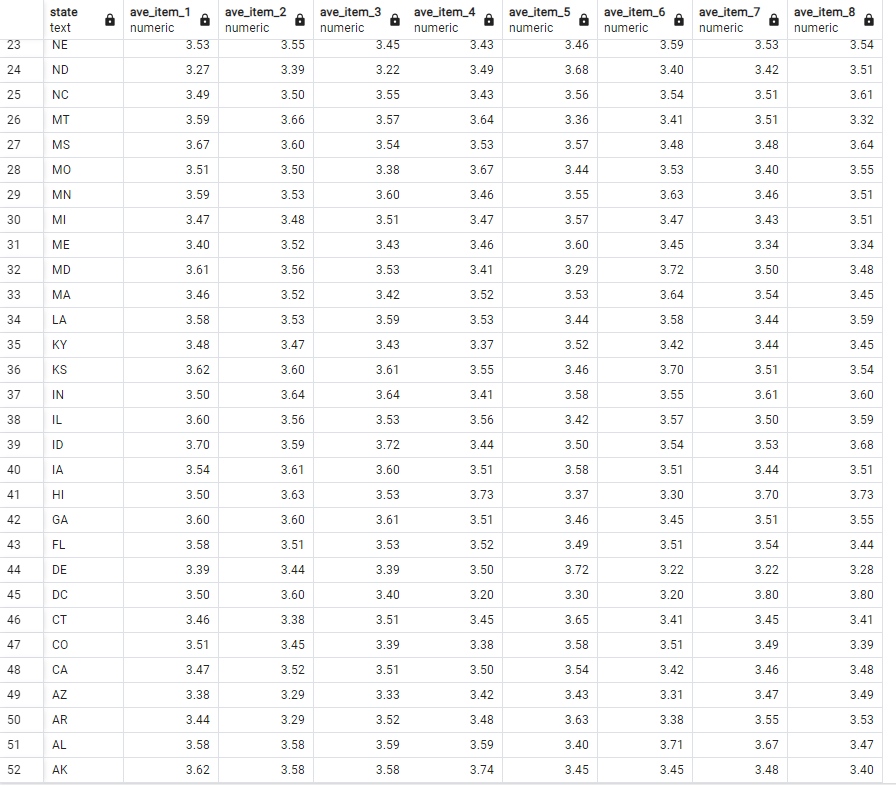 state ave_item_1 ave_item_2 ave_item_3 ave_item_4 ave_item_5 ave_item_6 ave_item_7 ave_item_8
text numeric numeric numeric numeric numeric numeric numeric numeric
23 NE 3.53 3.55 3.45 3.43 3.46 3.59 3.53 3.54
24 ND 3.27 3.39 3.22 3.49 3.68 3.40 3.42 3.51
25 NC 3.49 3.50 3.55 3.43 3.56 3.54 3.51 3.61
26 MT 3.59 3.66 3.57 3.64 3.36 3.41 3.51 3.32
27 MS 3.67 3.60 3.54 3.53 3.57 3.48 3.48 3.64
28 MO 3.51 3.50 3.38 3.67 3.44 3.53 3.40 3.55
29 MN 3.59 3.53 3.60 3.46 3.55 3.63 3.46 3.51
30 MI 3.47 3.48 3.51 3.47 3.57 3.47 3.43 3.51
31 ME 3.40 3.52 3.43 3.46 3.60 3.45 3.34 3.34
32 MD 3.61 3.56 3.53 3.41 3.29 3.72 3.50 3.48
33 MA 3.46 3.52 3.42 3.52 3.53 3.64 3.54 3.45
34 LA 3.58 3.53 3.59 3.53 3.44 3.58 3.44 3.59
35 KY 3.48 3.47 3.43 3.37 3.52 3.42 3.44 3.45
36 KS 3.62 3.60 3.61 3.55 3.46 3.70 3.51 3.54
37 IN 3.50 3.64 3.64 3.41 3.58 3.55 3.61 3.60
38 IL 3.60 3.56 3.53 3.56 3.42 3.57 3.50 3.59
39 ID 3.70 3.59 3.72 3.44 3.50 3.54 3.53 3.68
40 IA 3.54 3.61 3.60 3.51 3.58 3.51 3.44 3.51
41 HI 3.50 3.63 3.53 3.73 3.37 3.30 3.70 3.73
42 GA 3.60 3.60 3.61 3.51 3.46 3.45 3.51 3.55
43 FL 3.58 3.51 3.53 3.52 3.49 3.51 3.54 3.44
44 DE 3.39 3.44 3.39 3.50 3.72 3.22 3.22 3.28
45 DC 3.50 3.60 3.40 3.20 3.30 3.20 3.80 3.80
46 CT 3.46 3.38 3.51 3.45 3.65 3.41 3.45 3.41
47 CO 3.51 3.45 3.39 3.38 3.58 3.51 3.49 3.39
48 CA 3.47 3.52 3.51 3.50 3.54 3.42 3.46 3.48
49 AZ 3.38 3.29 3.33 3.42 3.43 3.31 3.47 3.49
50 AR 3.44 3.29 3.52 3.48 3.63 3.38 3.55 3.53
51 AL 3.58 3.58 3.59 3.59 3.40 3.71 3.67 3.47
52 AK 3.62 3.58 3.58 3.74 3.45 3.45 3.48 3.40